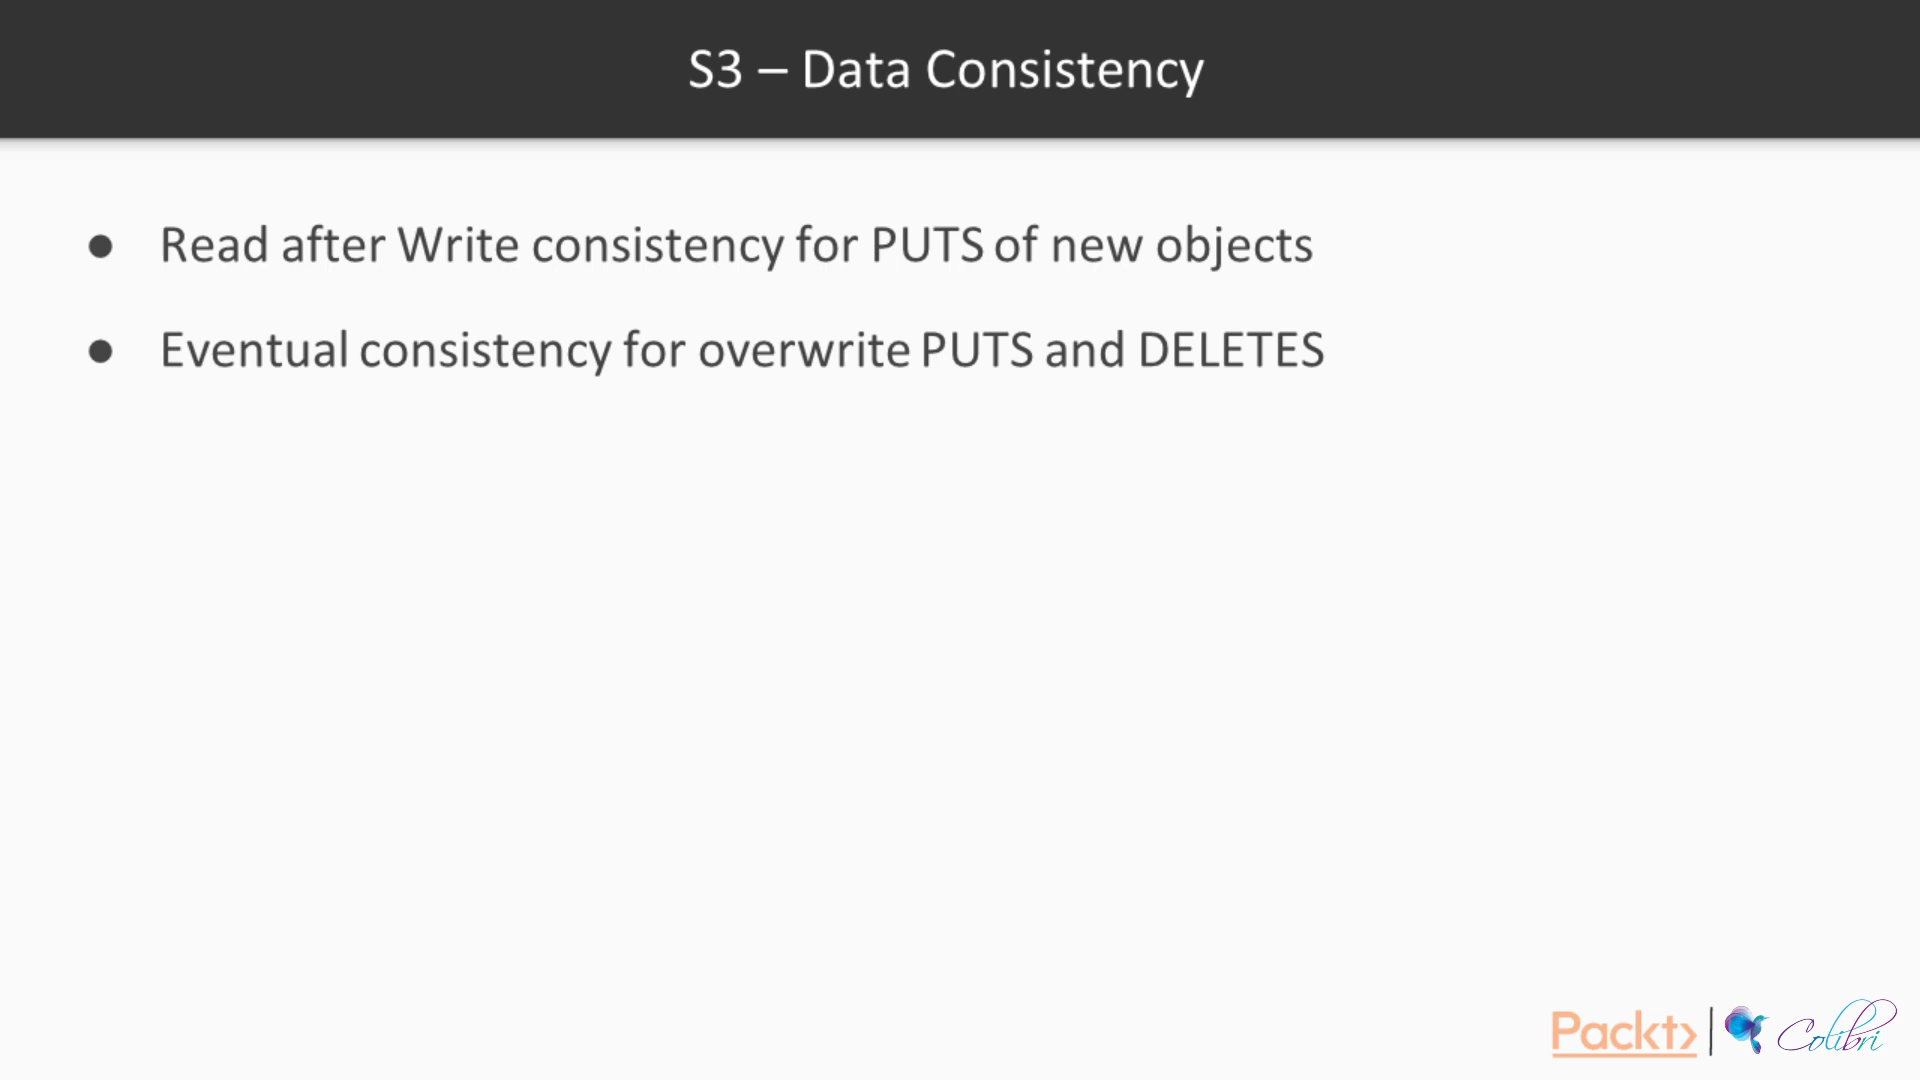 S3 – Data Consistency
● Read after Write consistency for PUTS of new objects
● Eventual consistency for overwrite PUTS and DELETES
Packt> | Colibri